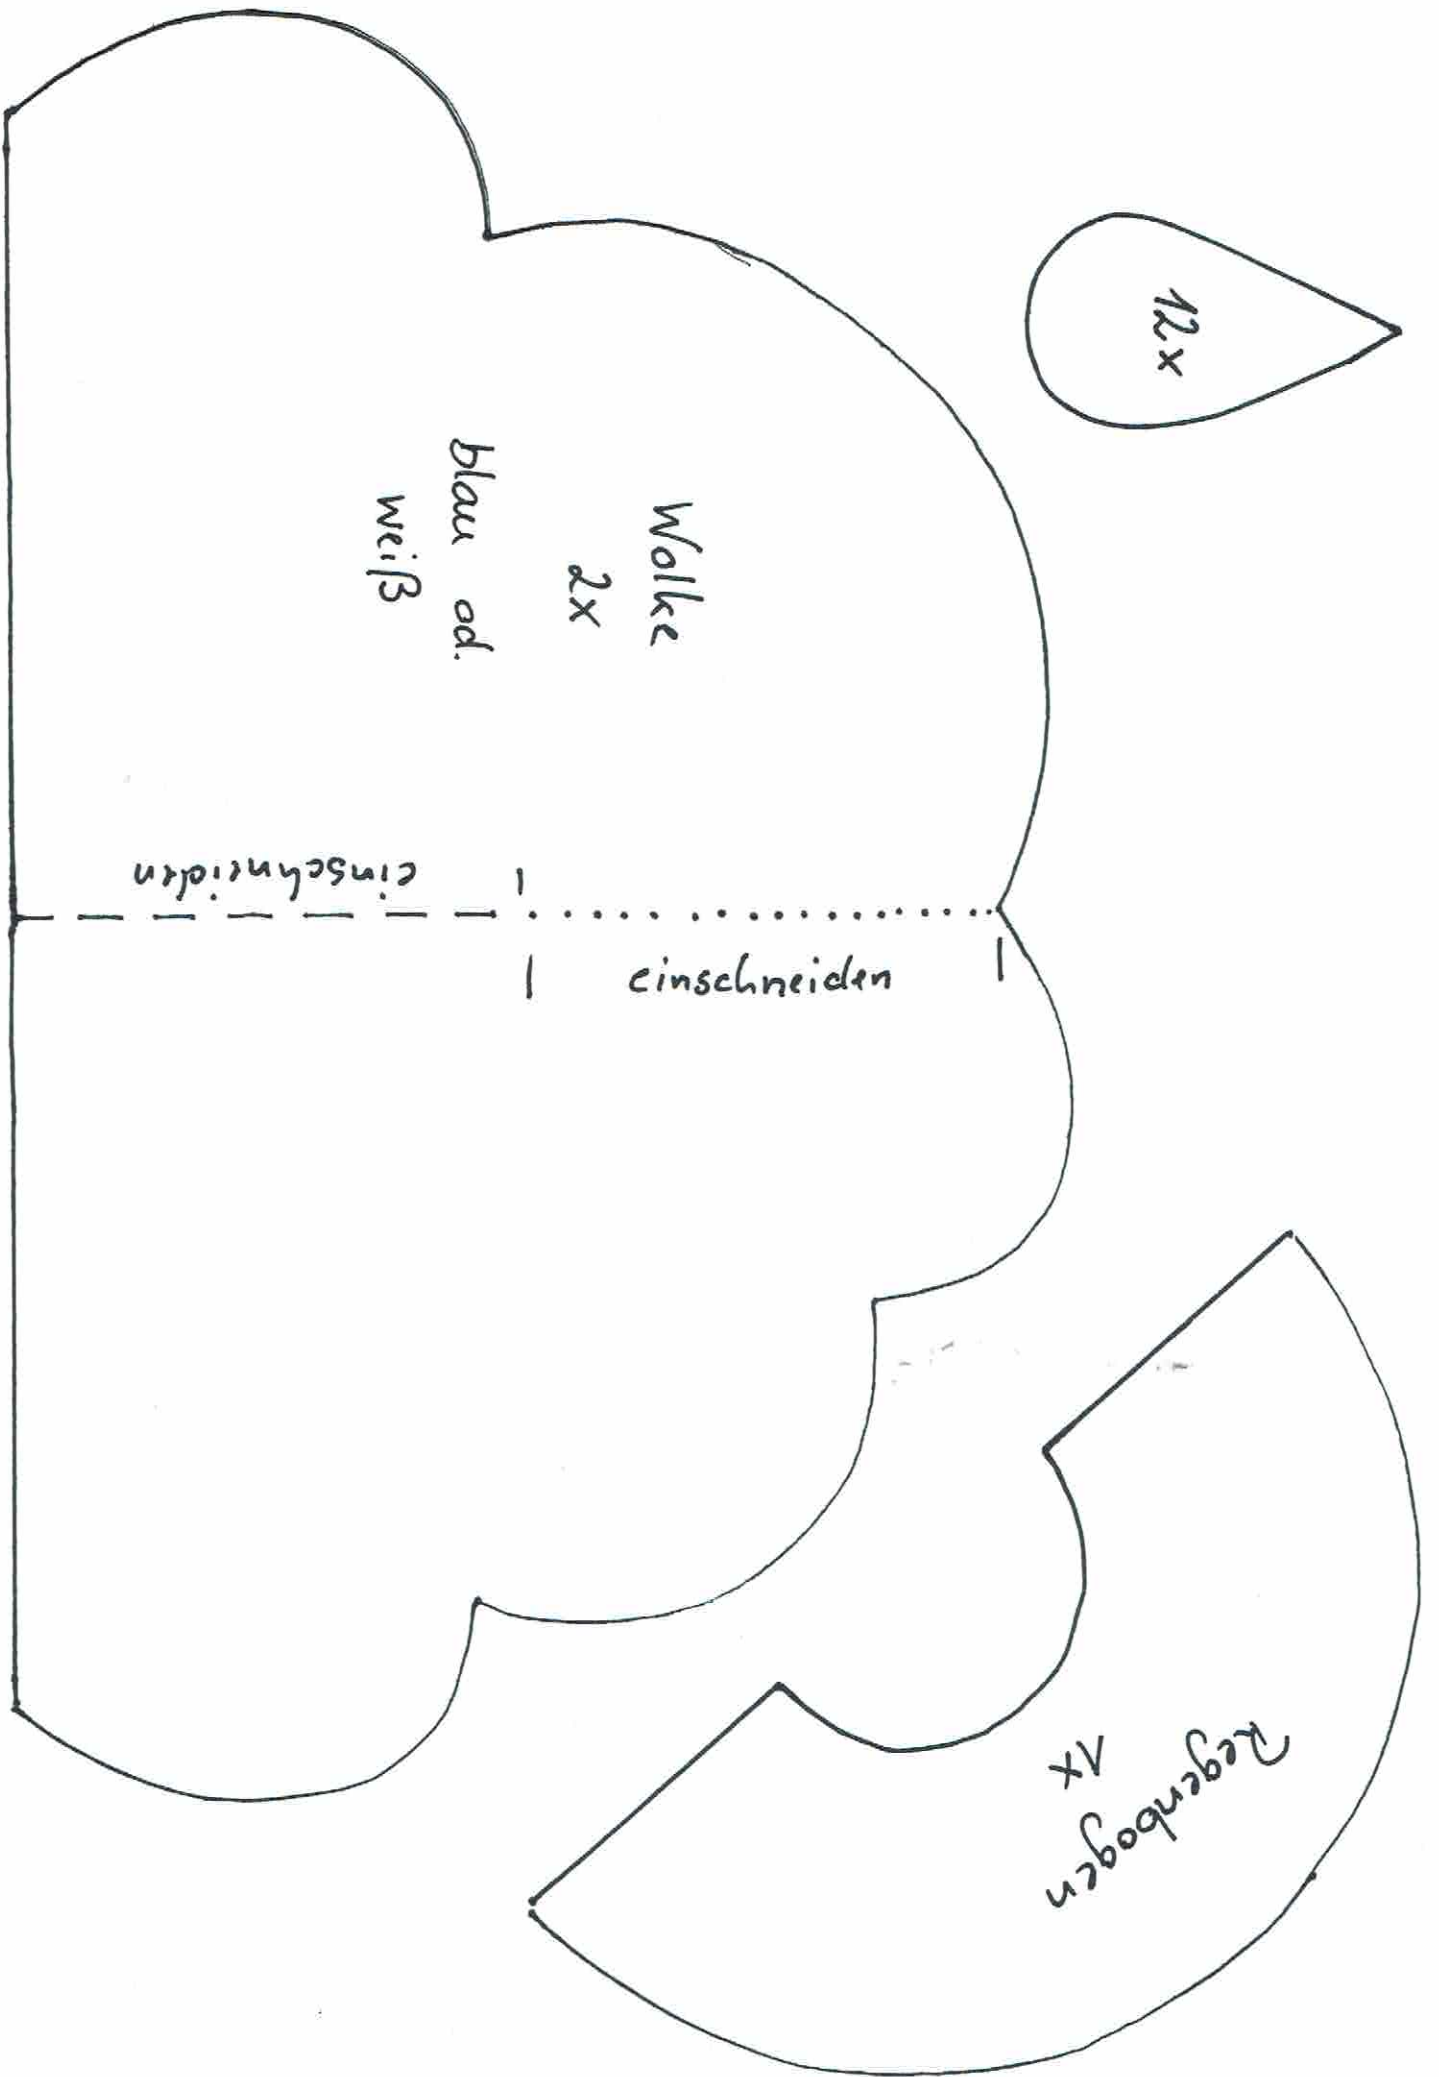 12x
Wolke
2x
blau od.
weiß
einschneiden
einschneiden
Regenbogen
1x